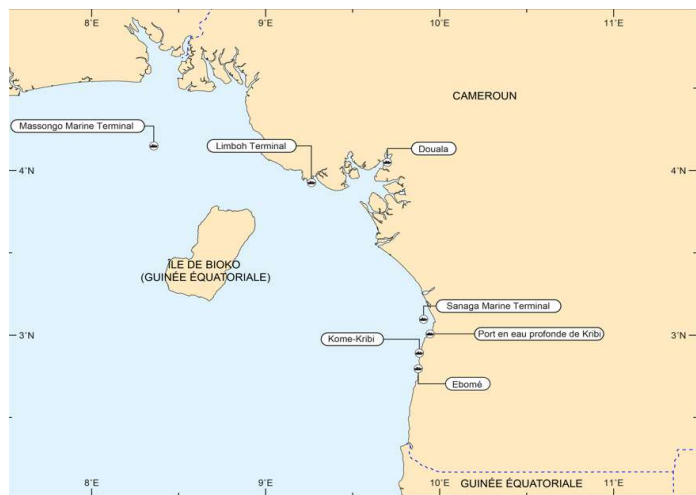 8°E
9°E
10°E
11°E
CAMEROUN
Massongo Marine Terminal
Limboh Terminal
Douala
4°N
4°N
ÎLE DE BIOKO
(GUINÉE ÉQUATORIALE)
Sanaga Marine Terminal
Port en eau profonde de Kribi
3°N
3°N
Kome-Kribi
Ebomé
GUINÉE ÉQUATORIALE
8°E
9°E
10°E
11°E